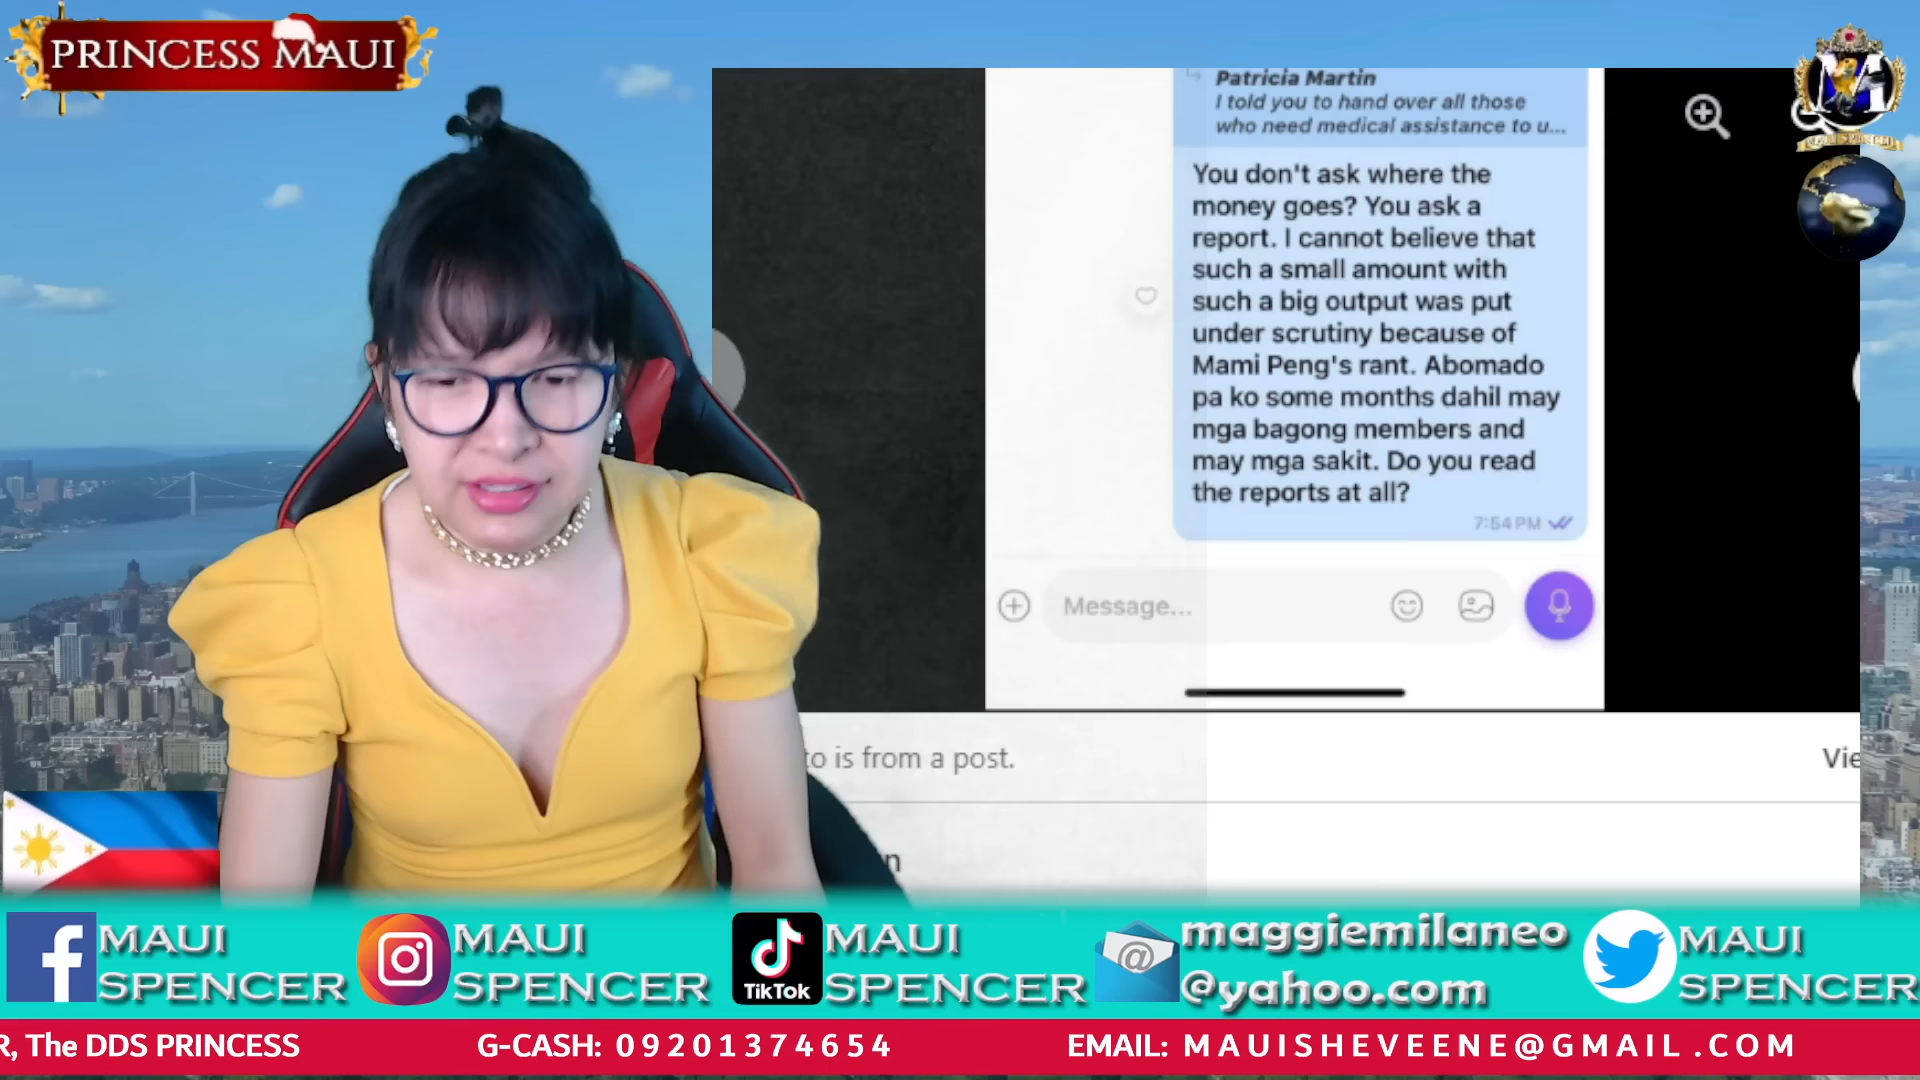 PRINCESS MAUI
M
MAUI SPENCER
Patricia Martin
I told you to hand over all those
who need medical assistance to u...
You don't ask where the
money goes? You ask a
report. I cannot believe that
such a small amount with
such a big output was put
under scrutiny because of
Mami Peng's rant. Abomado
pa ko some months dahil may
mga bagong members and
may mga sakit. Do you read
the reports at all?
7:54 PM
Message...
to is from a post.
Vie
n
MAUI
SPENCER
MAUI
SPENCER
TikTok
MAUI
SPENCER
@
maggiemilaneo
@yahoo.com
MAUI
SPENCER
R, The DDS PRINCESS
G-CASH: 09201374654
EMAIL: MAUISHEVEENE@GMAIL .COM